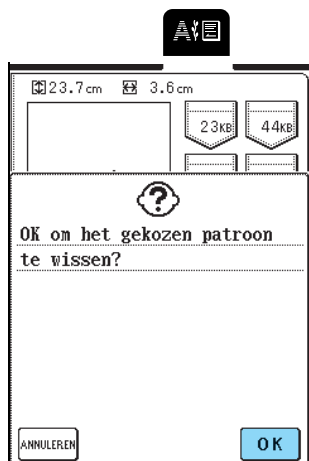 A
23.7cm 3.6cm
23KB 44KB
OK om het gekozen patroon
te wissen?
ANNULEREN OK